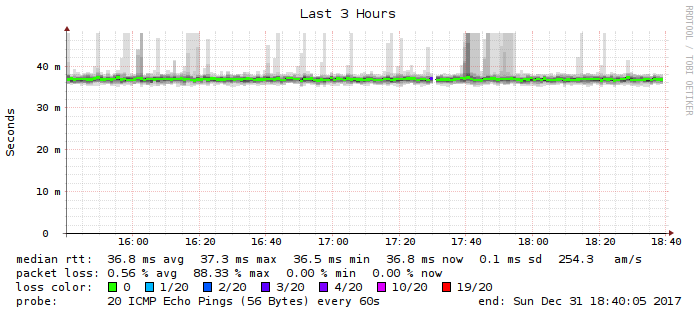 Last 3 Hours
RRDTOOL / TOBI OETIKER
Seconds
40 m
30 m
20 m
10 m
0
16:00 16:20 16:40 17:00 17:20 17:40 18:00 18:20 18:40
median rtt: 36.8 ms avg 37.3 ms max 36.5 ms min 36.8 ms now 0.1 ms sd 254.3 am/s
packet loss: 0.56 % avg 88.33 % max 0.00 % min 0.00 % now
loss color: 0 1/20 2/20 3/20 4/20 10/20 19/20
probe: 20 ICMP Echo Pings (56 Bytes) every 60s end: Sun Dec 31 18:40:05 2017